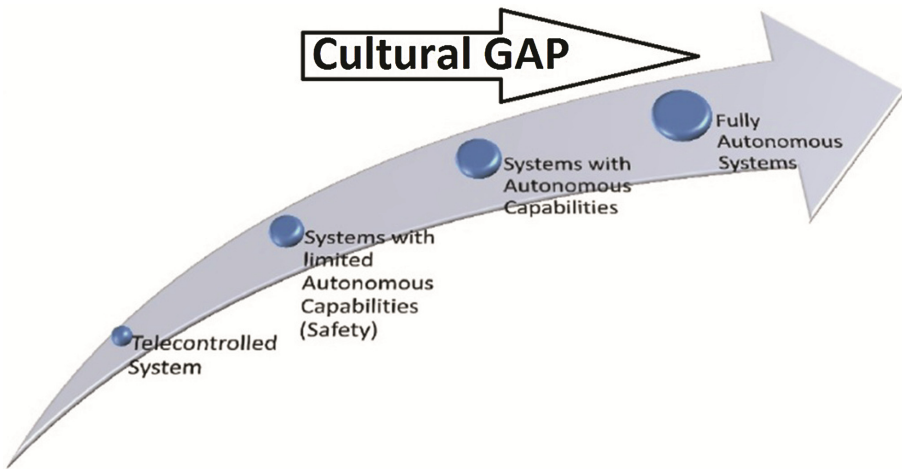 Cultural GAP
Fully
Autonomous
Systems
Systems with
Autonomous
Capabilities
Systems with
limited
Autonomous
Capabilities
(Safety)
Telecontrolled
System